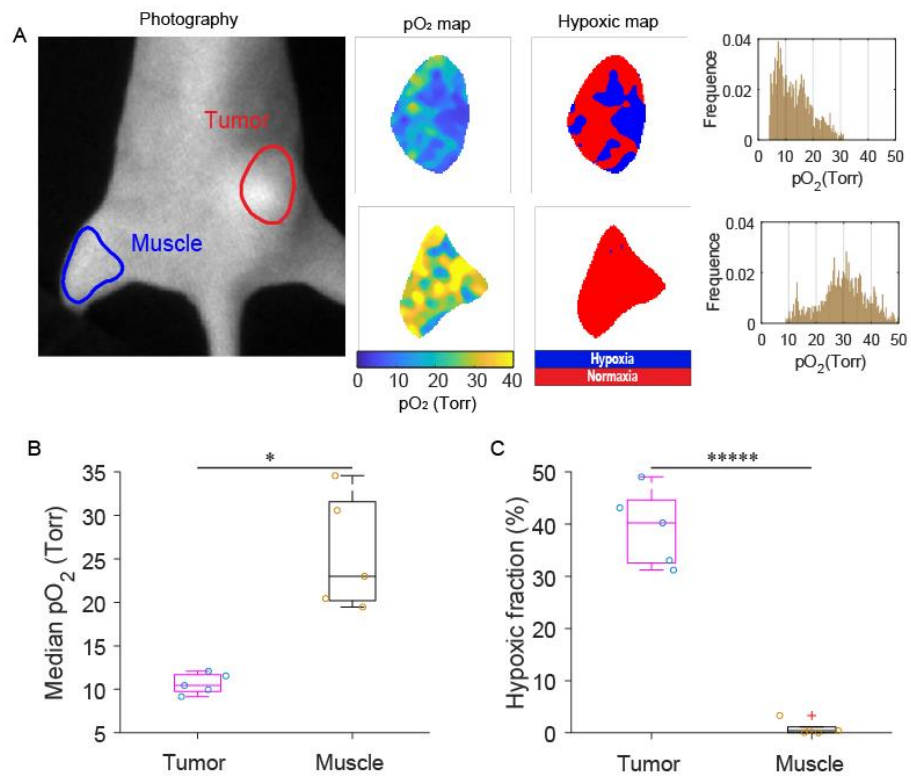 A
Photography
pO₂ map
Hypoxic map
Tumor
Muscle
0.04
0.02
0
Frequence
0 10 20 30 40 50
pO₂(Torr)
0.04
0.02
0
Frequence
0 10 20 30 40 50
pO₂(Torr)
0 10 20 30 40
pO₂ (Torr)
Hypoxia
Normaxia
B
*
35
30
25
20
15
10
5
Median pO₂ (Torr)
Tumor
Muscle
C
*****
50
40
30
20
10
0
Hypoxic fraction (%)
Tumor
Muscle